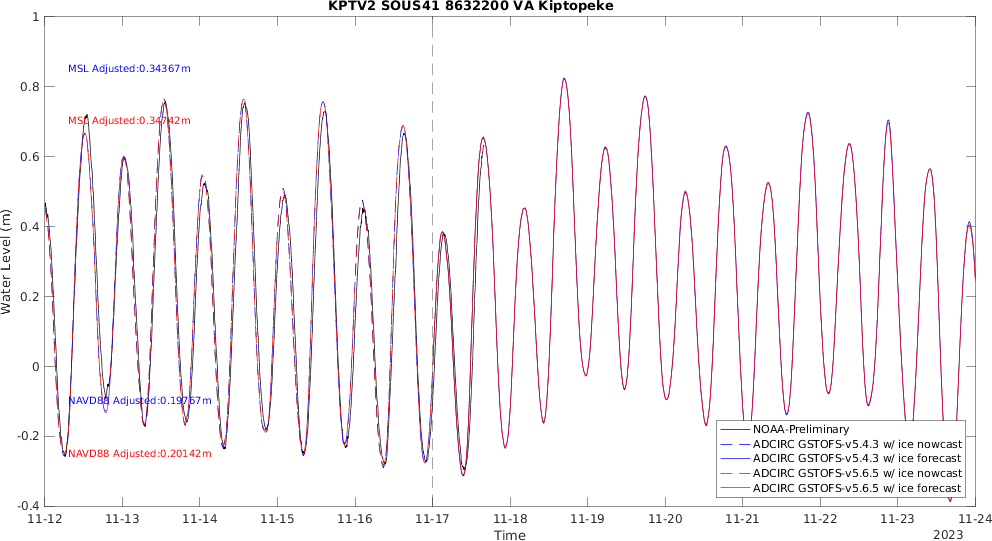 KPTV2 SOUS41 8632200 VA Kiptopeke
1
0.8
0.6
0.4
0.2
0
-0.2
-0.4
Water Level (m)
MSL Adjusted:0.34367m
MSL Adjusted:0.34742m
NAVD88 Adjusted:0.19767m
NAVD88 Adjusted:0.20142m
NOAA-Preliminary
ADCIRC GSTOFS-v5.4.3 w/ ice nowcast
ADCIRC GSTOFS-v5.4.3 w/ ice forecast
ADCIRC GSTOFS-v5.6.5 w/ ice nowcast
ADCIRC GSTOFS-v5.6.5 w/ ice forecast
11-12 11-13 11-14 11-15 11-16 11-17 11-18 11-19 11-20 11-21 11-22 11-23 11-24
Time
2023